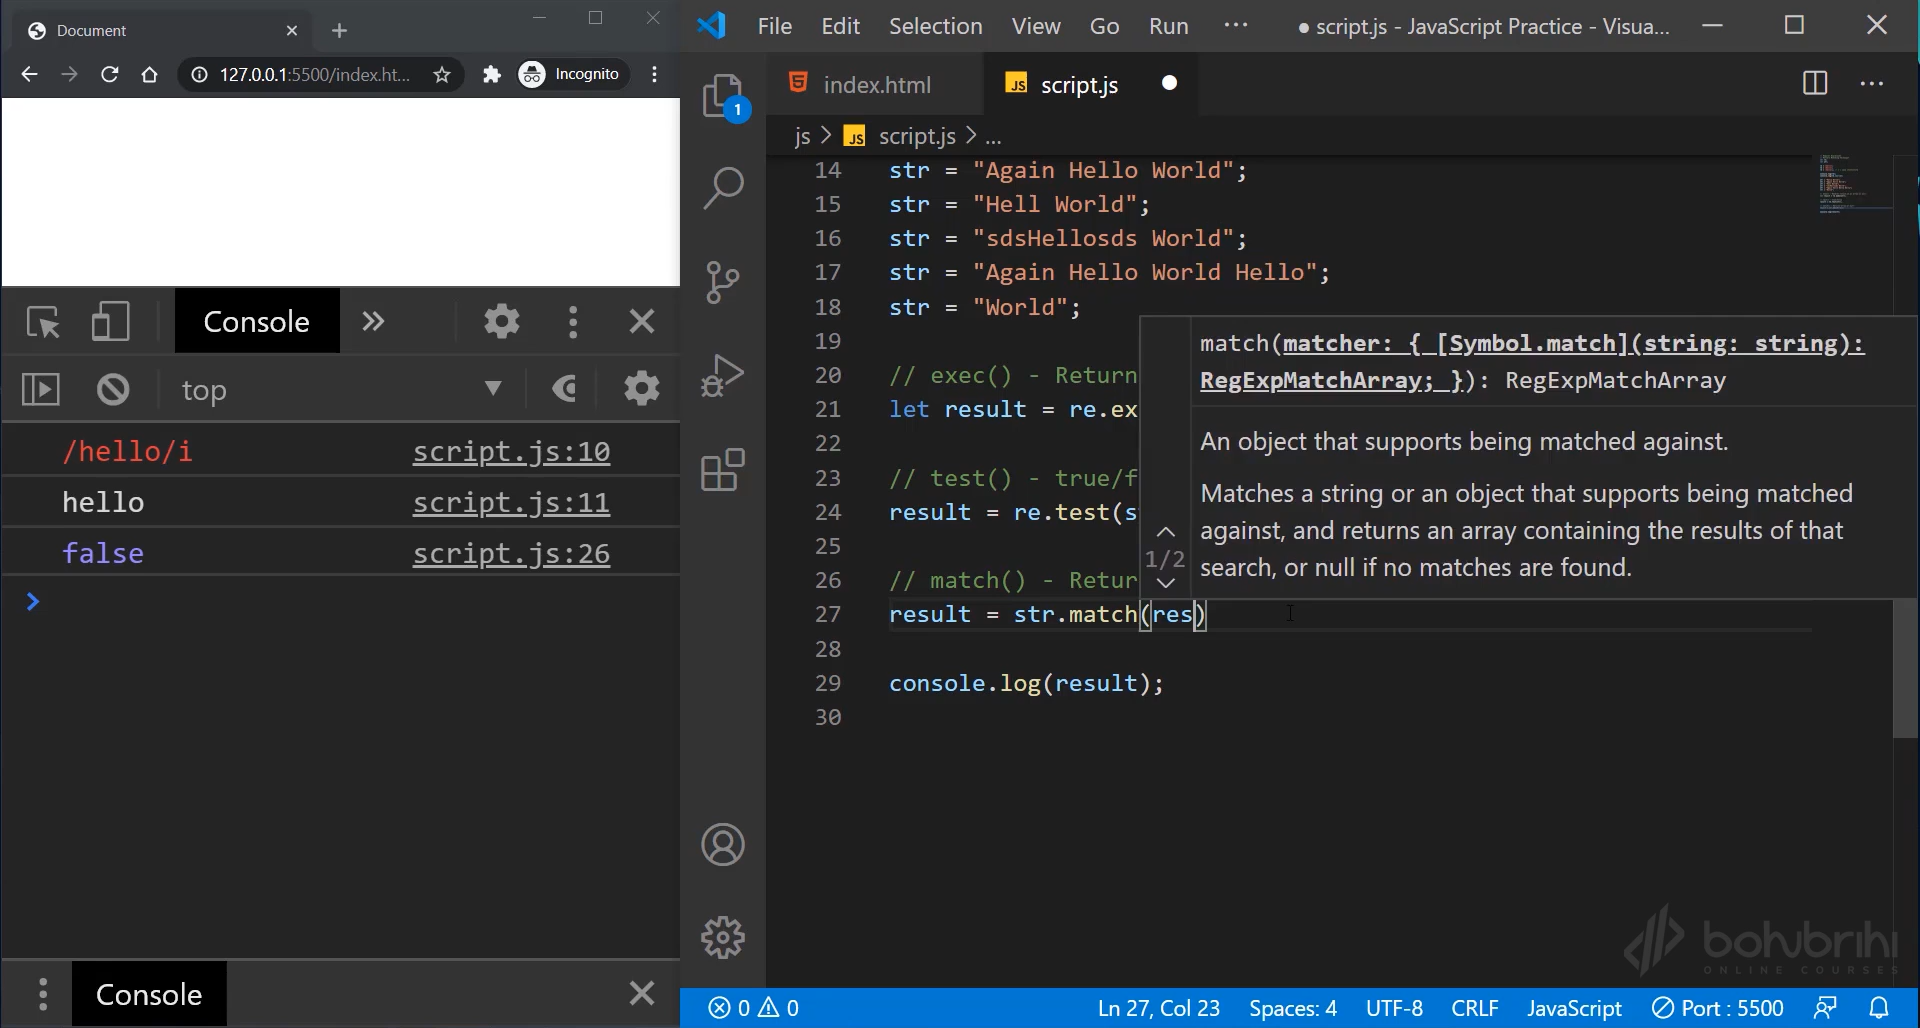 Document
127.0.0.1:5500/index.ht...
Incognito
Console
top
/hello/i script.js:10
hello script.js:11
false script.js:26
Console
File Edit Selection View Go Run ··· ● script.js - JavaScript Practice - Visua...
1
index.html
JS script.js
js > JS script.js > ...
14 str = "Again Hello World";
15 str = "Hell World";
16 str = "sdsHellosds World";
17 str = "Again Hello World Hello";
18 str = "World";
19
20 // exec() - Return
21 let result = re.ex
22
23 // test() - true/f
24 result = re.test(s
25
26 // match() - Retur
27 result = str.match(res)
28
29 console.log(result);
30
match(matcher: { [Symbol.match](string: string):
RegExpMatchArray; }): RegExpMatchArray
An object that supports being matched against.
Matches a string or an object that supports being matched
against, and returns an array containing the results of that
search, or null if no matches are found.
1/2
bohubrihi
ONLINE COURSES
0 0 Ln 27, Col 23 Spaces: 4 UTF-8 CRLF JavaScript Port : 5500